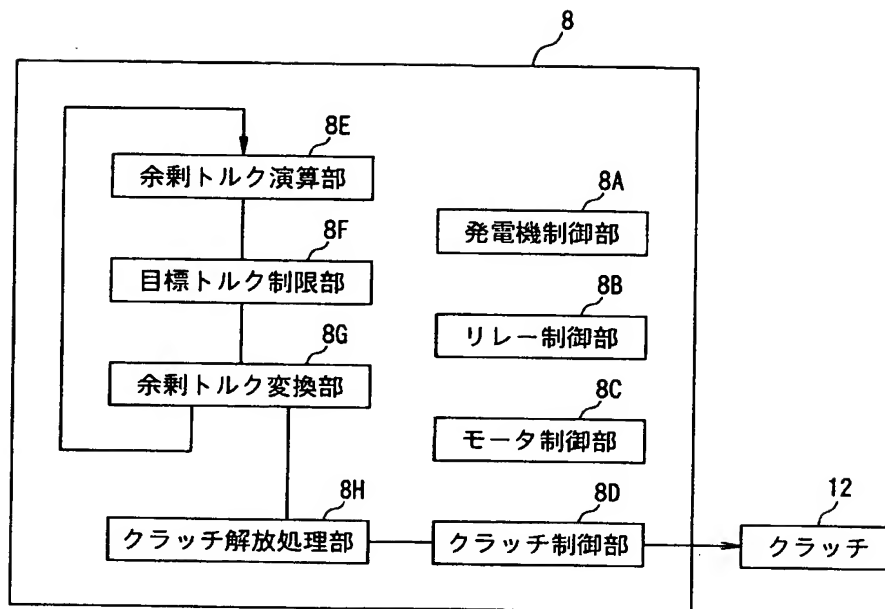 8
8E
余剰トルク演算部
8F
目標トルク制限部
8G
余剰トルク変換部
8H
クラッチ解放処理部
8A
発電機制御部
8B
リレー制御部
8C
モータ制御部
8D
クラッチ制御部
12
クラッチ